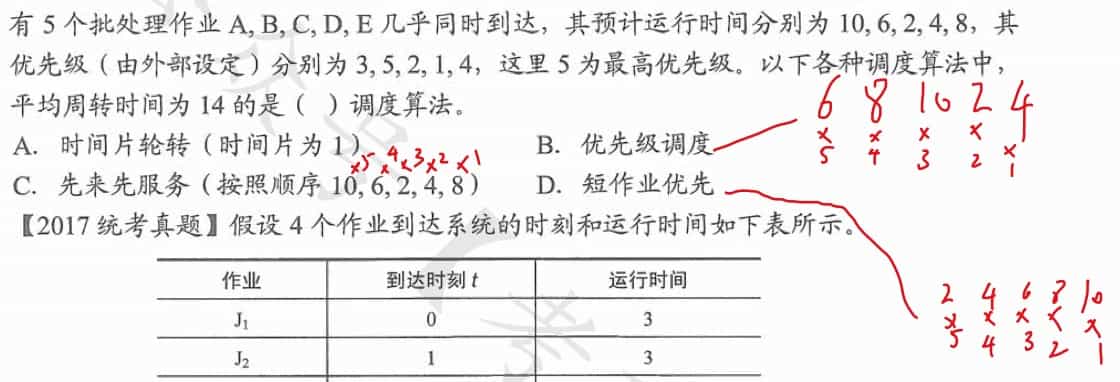 有 5 个批处理作业 A, B, C, D, E 几乎同时到达，其预计运行时间分别为 10, 6, 2, 4, 8，其
优先级（由外部设定）分别为 3, 5, 2, 1, 4，这里 5 为最高优先级。以下各种调度算法中，
平均周转时间为 14 的是（ ）调度算法。
6 8 10 2 4
× × × × ×
5 4 3 2 1
A. 时间片轮转（时间片为 1） B. 优先级调度
×5 ×4 ×3 ×2 ×1
C. 先来先服务（按照顺序 10, 6, 2, 4, 8） D. 短作业优先
【2017 统考真题】假设 4 个作业到达系统的时刻和运行时间如下表所示。
2 4 6 8 10
× × × × ×
5 4 3 2 1
作业 到达时刻 t 运行时间
J1 0 3
J2 1 3